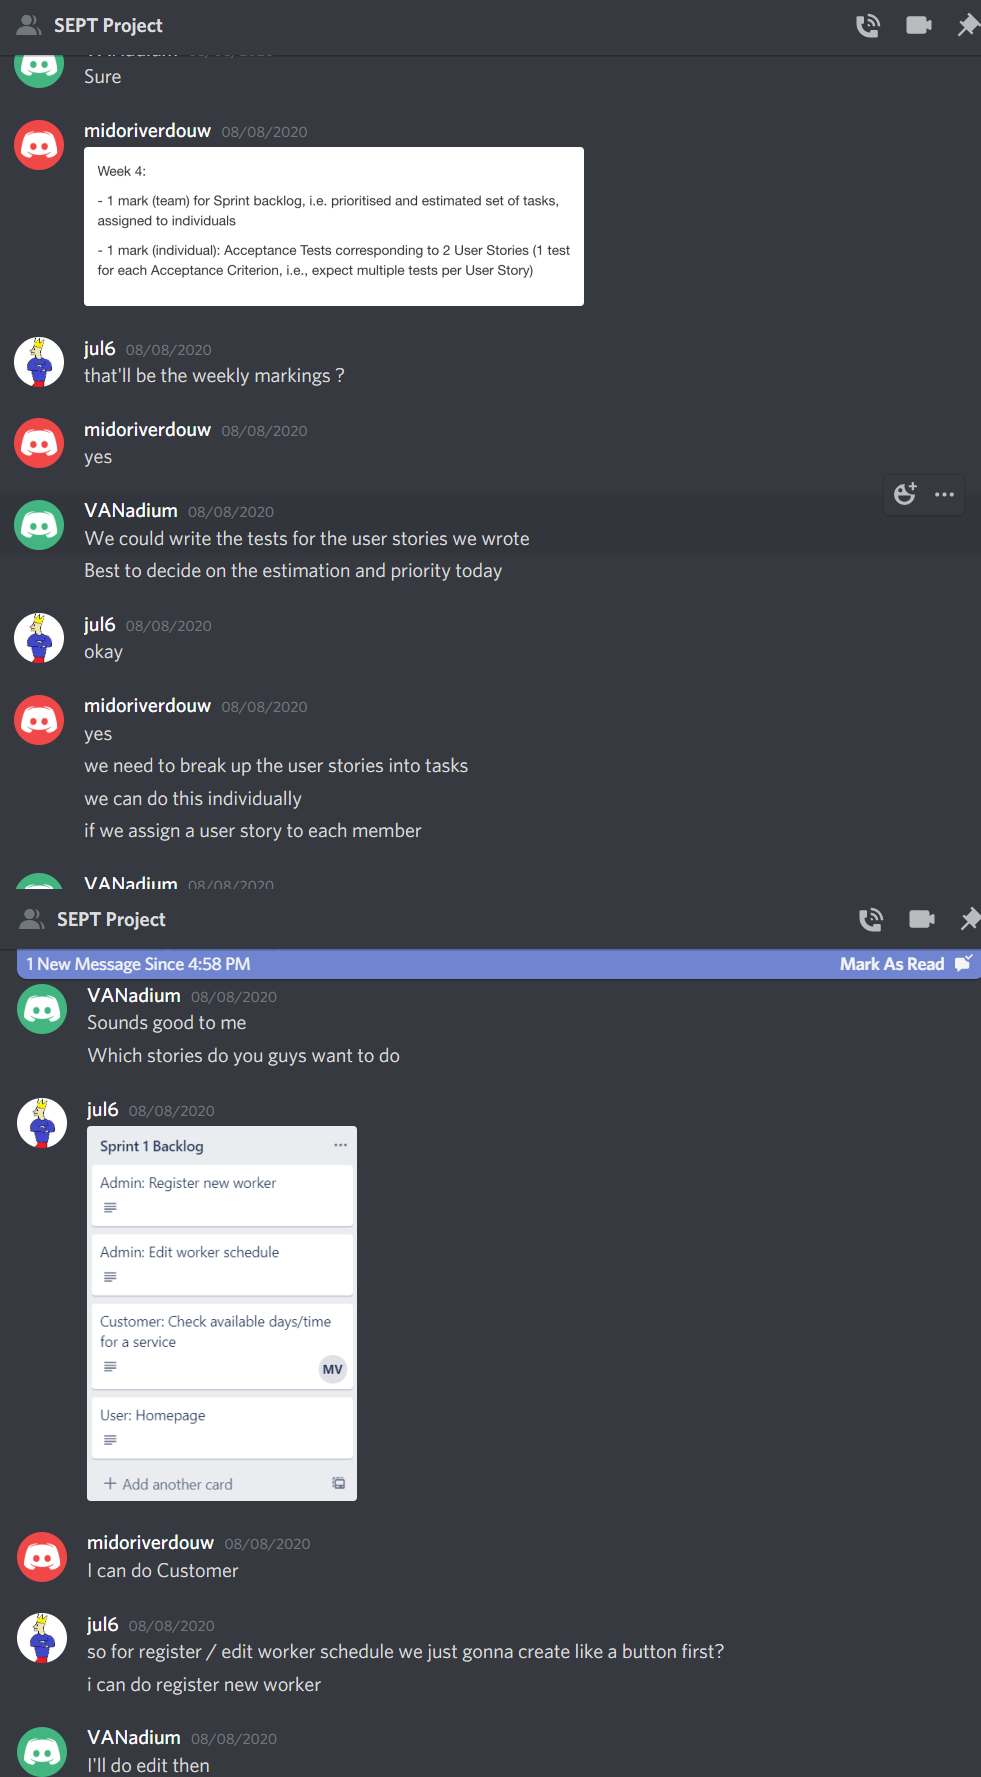 SEPT Project
VANadium 08/08/2020
Sure
midoriverdouw 08/08/2020
Week 4:
- 1 mark (team) for Sprint backlog, i.e. prioritised and estimated set of tasks,
assigned to individuals
- 1 mark (individual): Acceptance Tests corresponding to 2 User Stories (1 test
for each Acceptance Criterion, i.e., expect multiple tests per User Story)
jul6 08/08/2020
that'll be the weekly markings ?
midoriverdouw 08/08/2020
yes
VANadium 08/08/2020
We could write the tests for the user stories we wrote
Best to decide on the estimation and priority today
jul6 08/08/2020
okay
midoriverdouw 08/08/2020
yes
we need to break up the user stories into tasks
we can do this individually
if we assign a user story to each member
VANadium 08/08/2020
SEPT Project
1 New Message Since 4:58 PM Mark As Read
VANadium 08/08/2020
Sounds good to me
Which stories do you guys want to do
jul6 08/08/2020
Sprint 1 Backlog
Admin: Register new worker
Admin: Edit worker schedule
Customer: Check available days/time
for a service
MV
User: Homepage
+ Add another card
midoriverdouw 08/08/2020
I can do Customer
jul6 08/08/2020
so for register / edit worker schedule we just gonna create like a button first?
i can do register new worker
VANadium 08/08/2020
I'll do edit then